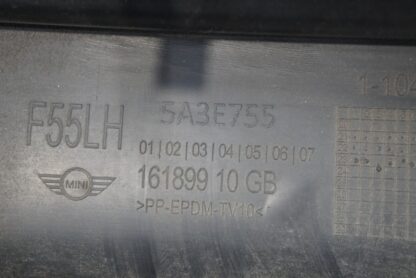 F55LH
5A3E755
01|02|03|04|05|06|07
161899 10 GB
MINI
>PP-EPDM-TV10<